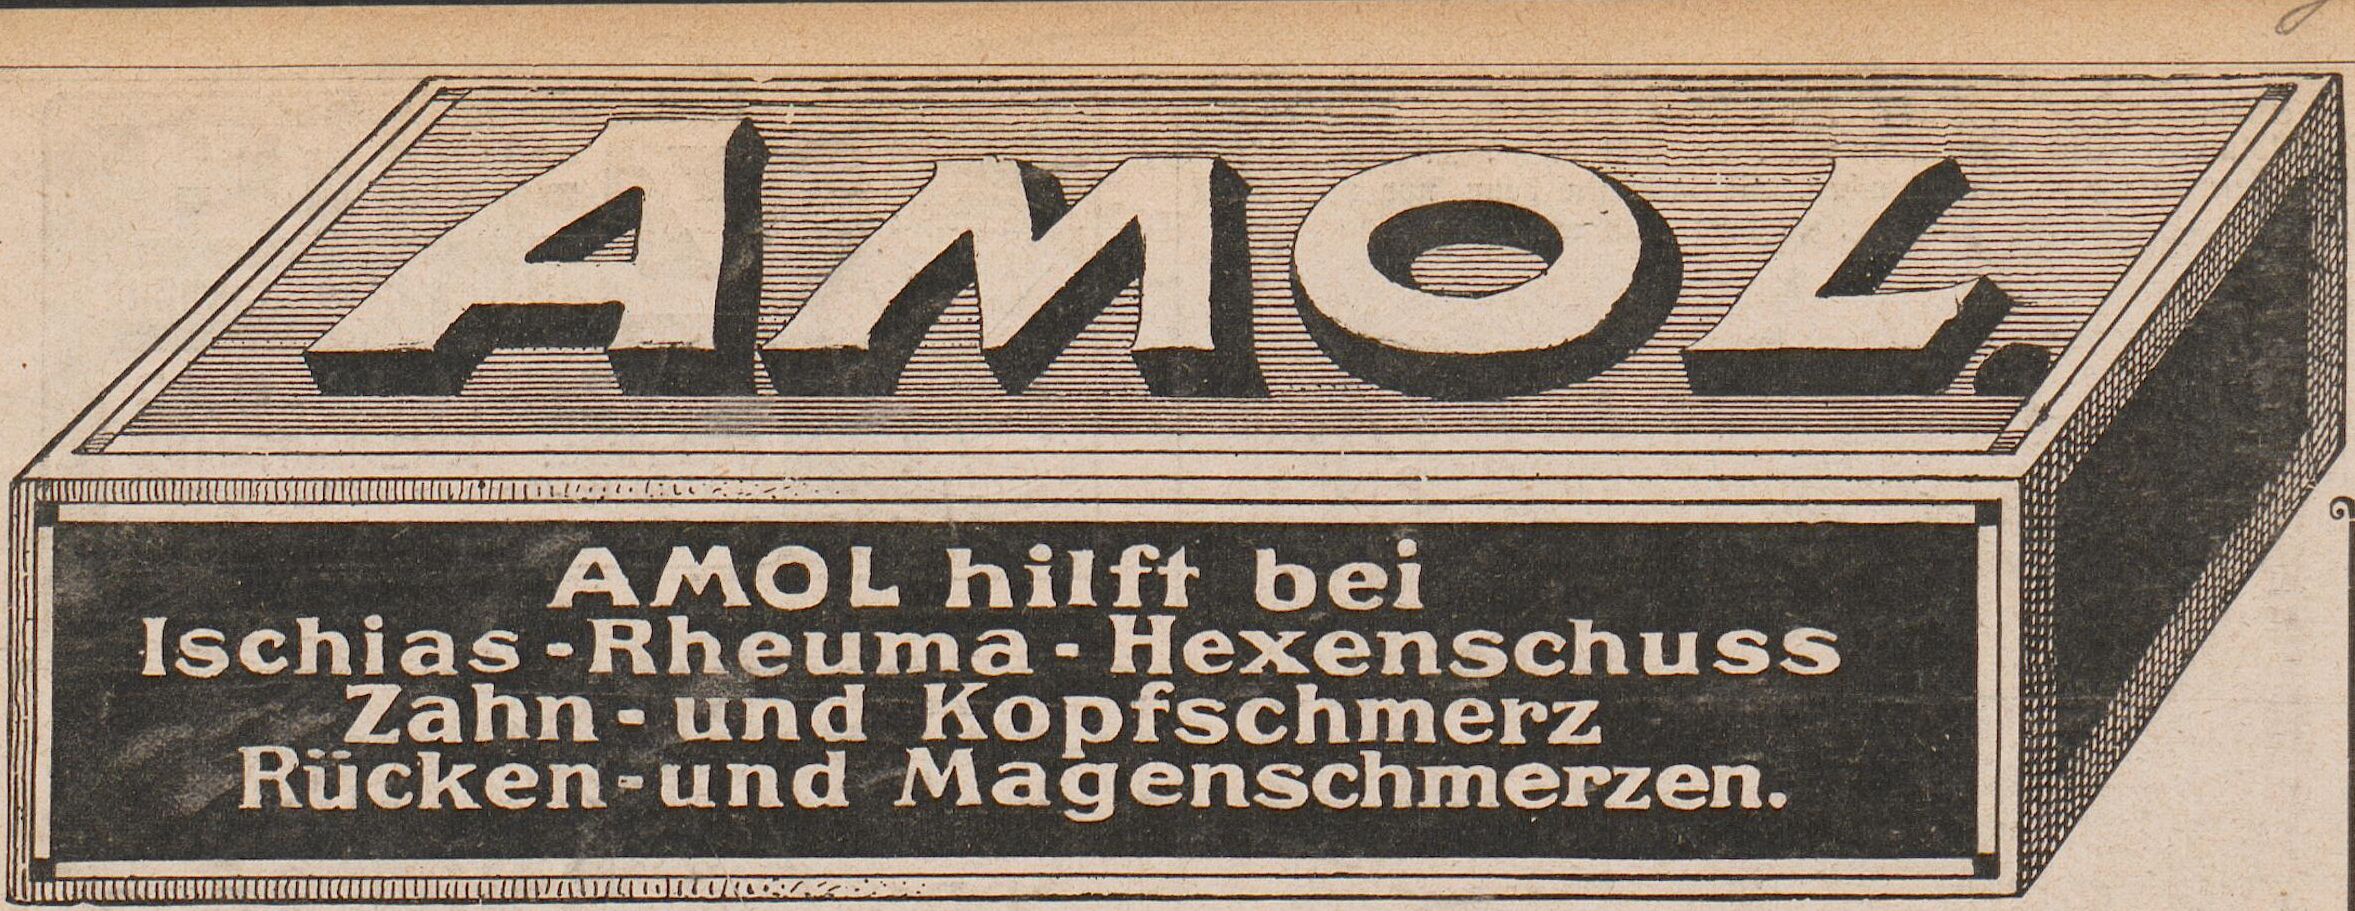 AMOL.
AMOL hilft bei
Ischias-Rheuma-Hexenschuss
Zahn- und Kopfschmerz
Rücken- und Magenschmerzen.